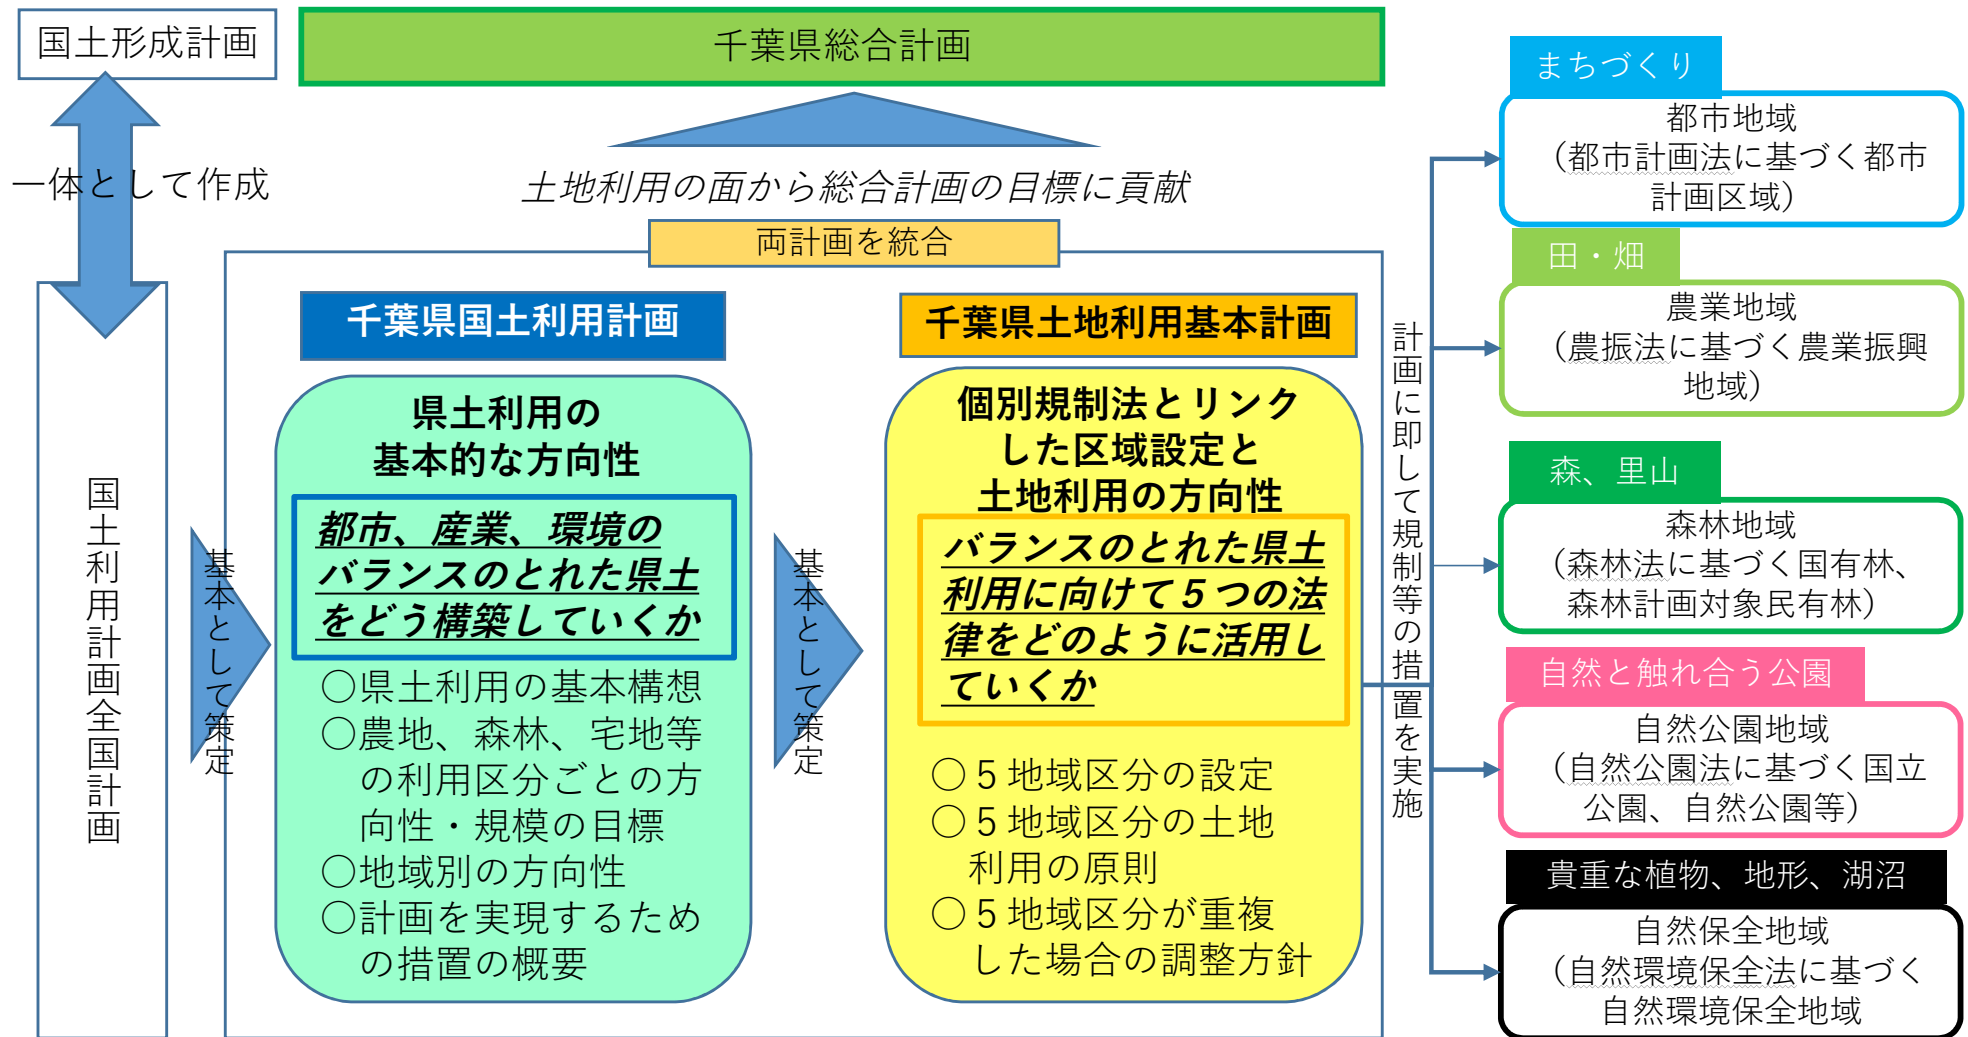 国土形成計画
千葉県総合計画
一体として作成
土地利用の面から総合計画の目標に貢献
両計画を統合
国土利用計画全国計画
基本として策定
千葉県国土利用計画
県土利用の
基本的な方向性
都市、産業、環境の
バランスのとれた県土
をどう構築していくか
○県土利用の基本構想
○農地、森林、宅地等
の利用区分ごとの方
向性・規模の目標
○地域別の方向性
○計画を実現するため
の措置の概要
基本として策定
千葉県土地利用基本計画
個別規制法とリンク
した区域設定と
土地利用の方向性
バランスのとれた県土
利用に向けて５つの法
律をどのように活用し
ていくか
○５地域区分の設定
○５地域区分の土地
利用の原則
○５地域区分が重複
した場合の調整方針
計画に即して規制等の措置を実施
まちづくり
都市地域
（都市計画法に基づく都市
計画区域）
田・畑
農業地域
（農振法に基づく農業振興
地域）
森、里山
森林地域
（森林法に基づく国有林、
森林計画対象民有林）
自然と触れ合う公園
自然公園地域
（自然公園法に基づく国立
公園、自然公園等）
貴重な植物、地形、湖沼
自然保全地域
（自然環境保全法に基づく
自然環境保全地域